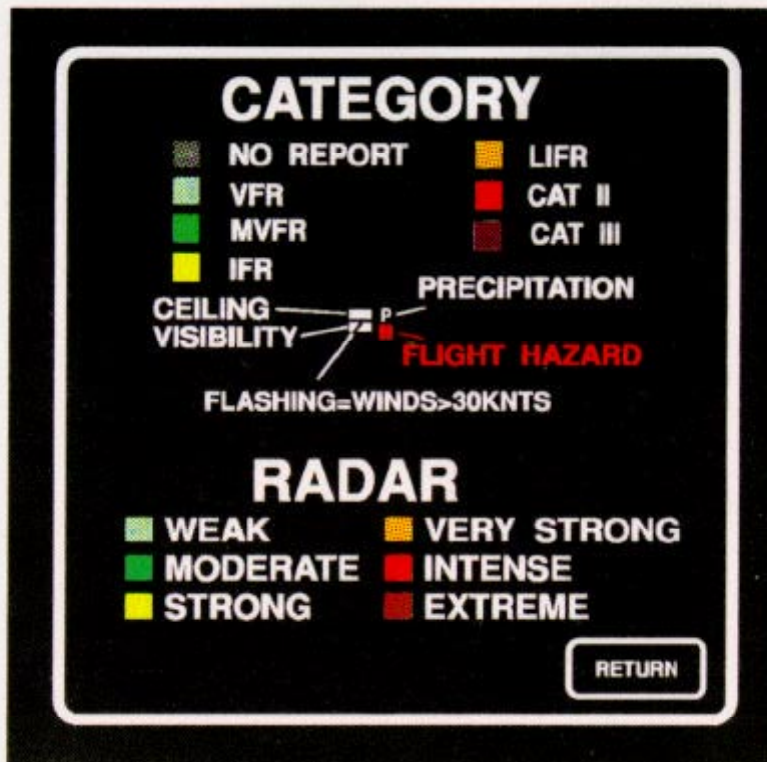 CATEGORY
NO REPORT LIFR
VFR CAT II
MVFR CAT III
IFR
PRECIPITATION
CEILING P
VISIBILITY
FLIGHT HAZARD
FLASHING=WINDS>30KNTS
RADAR
WEAK VERY STRONG
MODERATE INTENSE
STRONG EXTREME
RETURN